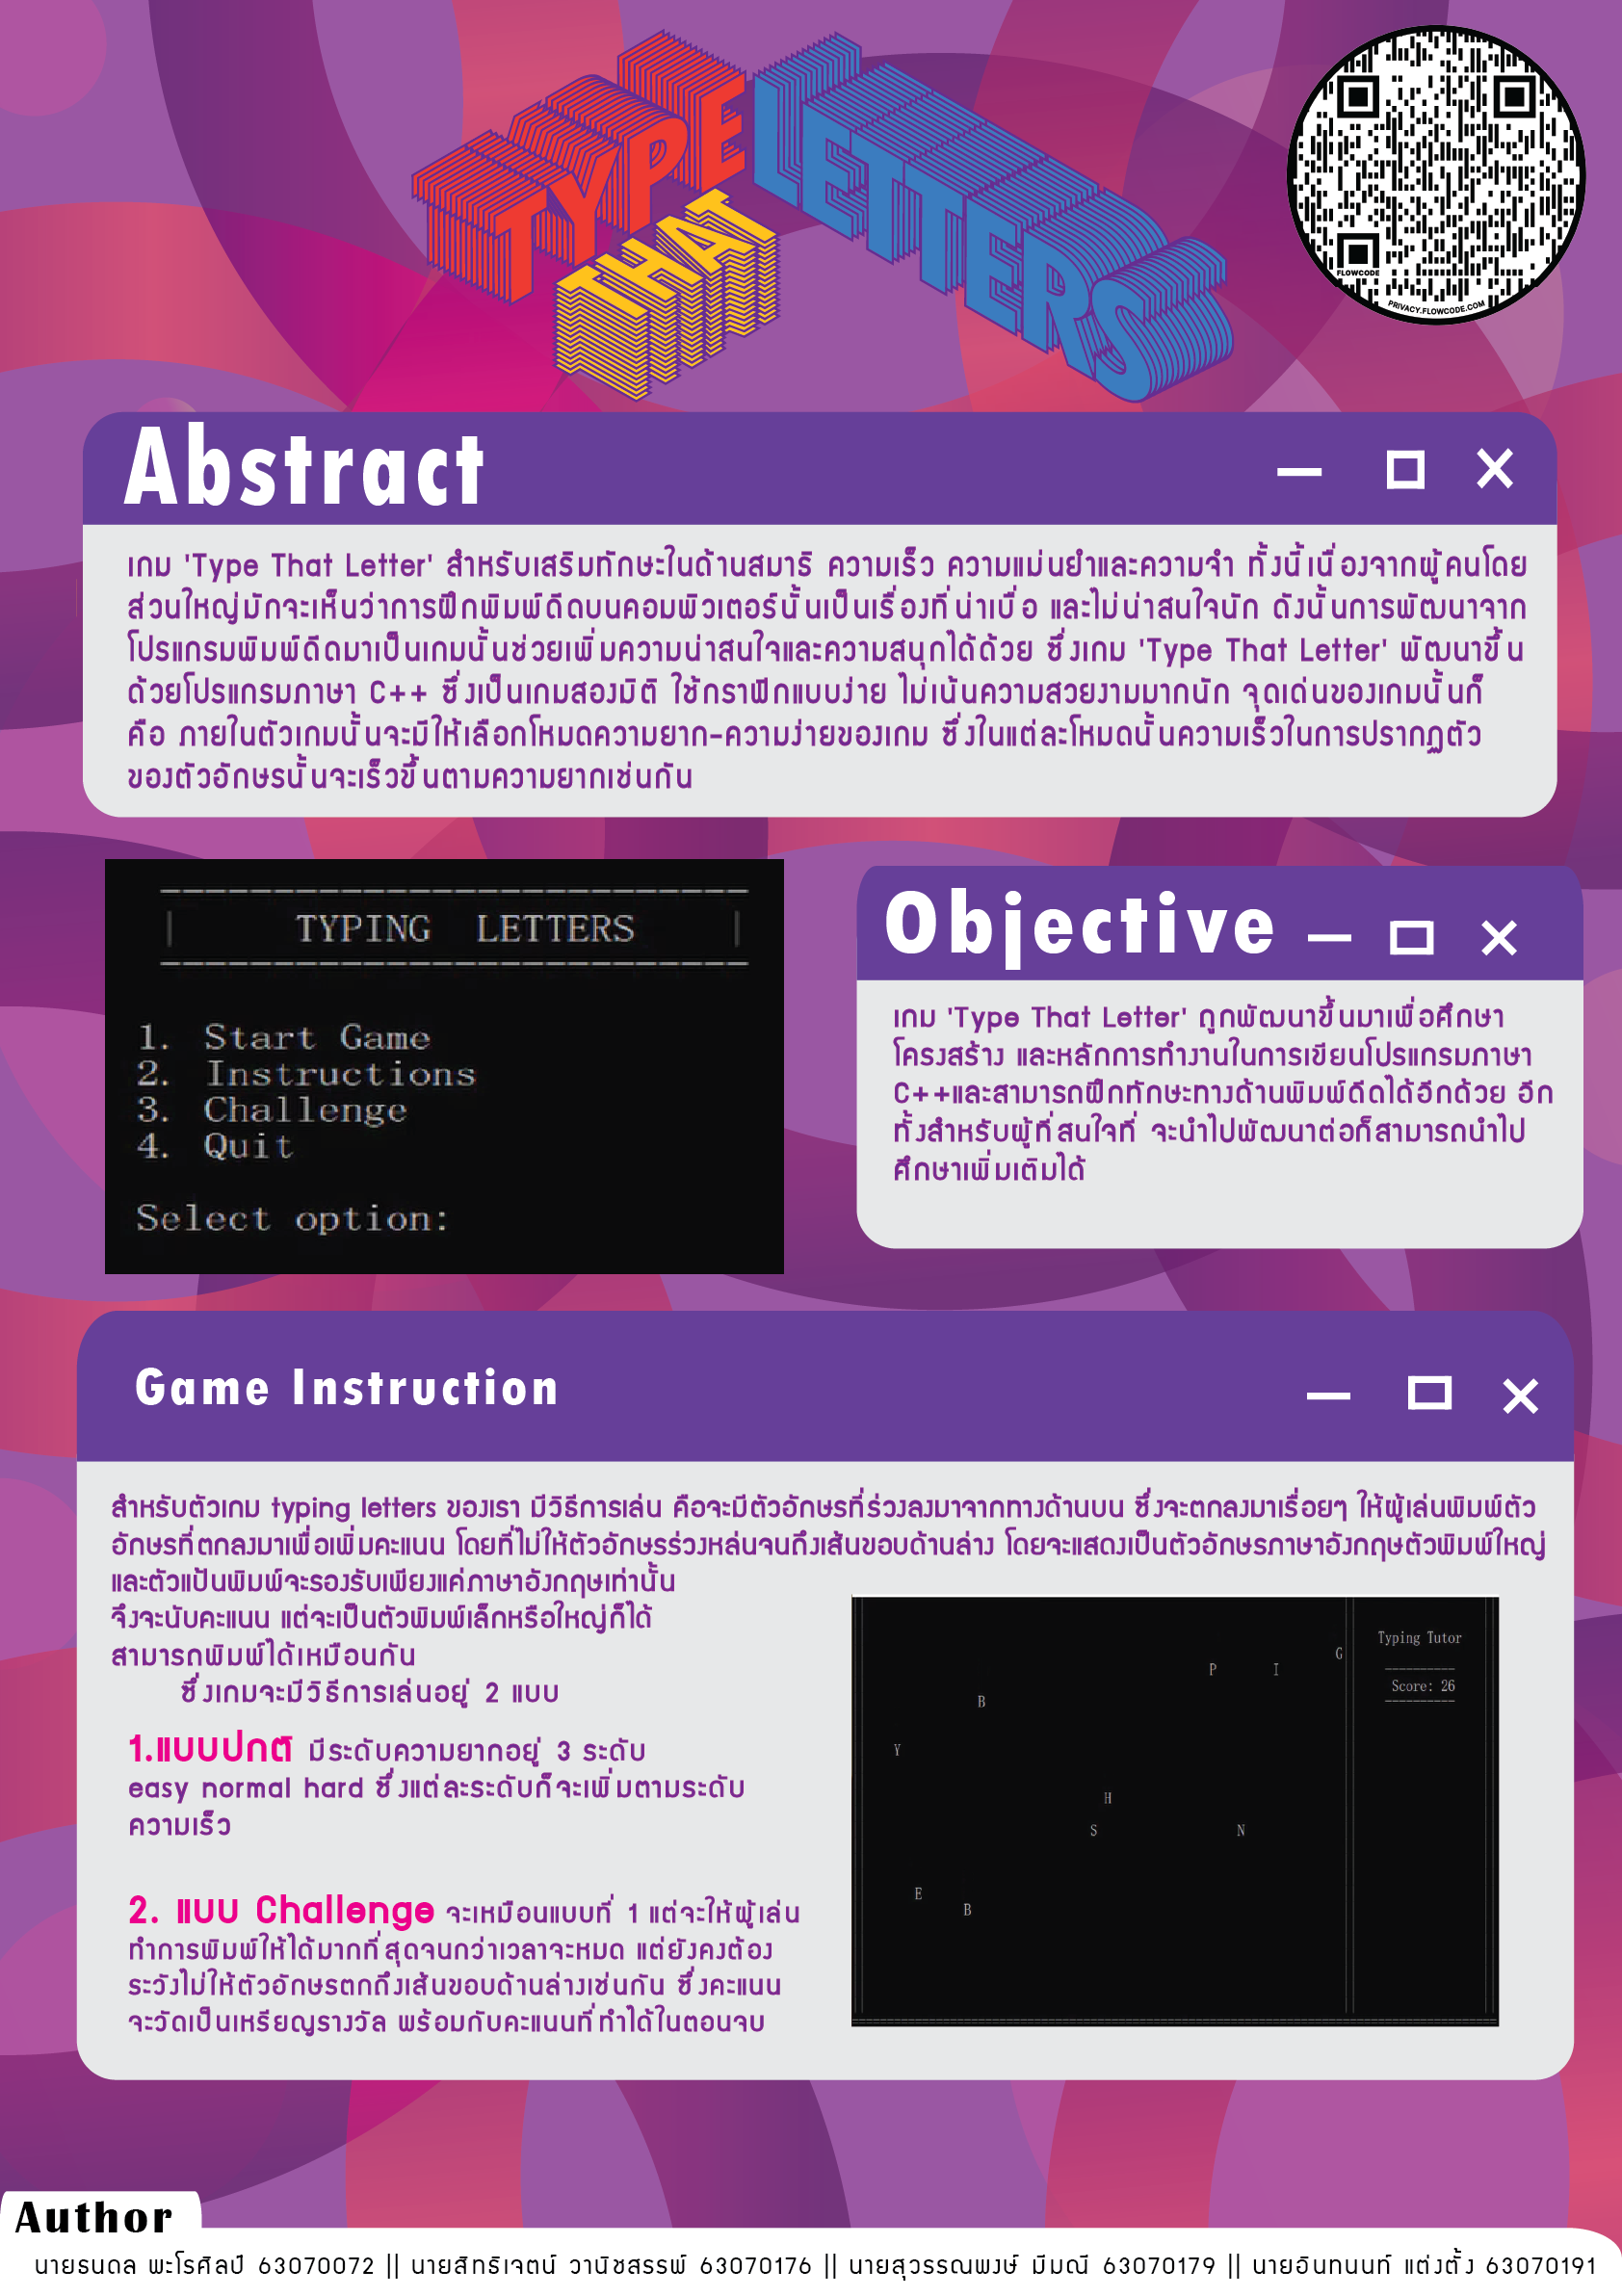 TYPE
THAT
LETTERS
FLOWCODE
PRIVACY.FLOWCODE.COM
Abstract
เกม 'Type That Letter' สำหรับเสริมทักษะในด้านสมาธิ ความเร็ว ความแม่นยำและความจำ ทั้งนี้เนื่องจากผู้คนโดย
ส่วนใหญ่มักจะเห็นว่าการฝึกพิมพ์ดีดบนคอมพิวเตอร์นั้นเป็นเรื่องที่น่าเบื่อ และไม่น่าสนใจนัก ดังนั้นการพัฒนาจาก
โปรแกรมพิมพ์ดีดมาเป็นเกมนั้นช่วยเพิ่มความน่าสนใจและความสนุกได้ด้วย ซึ่งเกม 'Type That Letter' พัฒนาขึ้น
ด้วยโปรแกรมภาษา C++ ซึ่งเป็นเกมสองมิติ ใช้กราฟิกแบบง่าย ไม่เน้นความสวยงามมากนัก จุดเด่นของเกมนั้นก็
คือ ภายในตัวเกมนั้นจะมีให้เลือกโหมดความยาก-ความง่ายของเกม ซึ่งในแต่ละโหมดนั้นความเร็วในการปรากฏตัว
ของตัวอักษรนั้นจะเร็วขึ้นตามความยากเช่นกัน
TYPING LETTERS
1. Start Game
2. Instructions
3. Challenge
4. Quit
Select option:
Objective
เกม 'Type That Letter' ถูกพัฒนาขึ้นมาเพื่อศึกษา
โครงสร้าง และหลักการทำงานในการเขียนโปรแกรมภาษา
C++และสามารถฝึกทักษะทางด้านพิมพ์ดีดได้อีกด้วย อีก
ทั้งสำหรับผู้ที่สนใจที่ จะนำไปพัฒนาต่อก็สามารถนำไป
ศึกษาเพิ่มเติมได้
Game Instruction
สำหรับตัวเกม typing letters ของเรา มีวิธีการเล่น คือจะมีตัวอักษรที่ร่วงลงมาจากทางด้านบน ซึ่งจะตกลงมาเรื่อยๆ ให้ผู้เล่นพิมพ์ตัว
อักษรที่ตกลงมาเพื่อเพิ่มคะแนน โดยที่ไม่ให้ตัวอักษรร่วงหล่นจนถึงเส้นขอบด้านล่าง โดยจะแสดงเป็นตัวอักษรภาษาอังกฤษตัวพิมพ์ใหญ่
และตัวแป้นพิมพ์จะรองรับเพียงแค่ภาษาอังกฤษเท่านั้น
จึงจะนับคะแนน แต่จะเป็นตัวพิมพ์เล็กหรือใหญ่ก็ได้
สามารถพิมพ์ได้เหมือนกัน
ซึ่งเกมจะมีวิธีการเล่นอยู่ 2 แบบ
1.แบบปกติ มีระดับความยากอยู่ 3 ระดับ
easy normal hard ซึ่งแต่ละระดับก็จะเพิ่มตามระดับ
ความเร็ว
2. แบบ Challenge จะเหมือนแบบที่ 1 แต่จะให้ผู้เล่น
ทำการพิมพ์ให้ได้มากที่สุดจนกว่าเวลาจะหมด แต่ยังคงต้อง
ระวังไม่ให้ตัวอักษรตกถึงเส้นขอบด้านล่างเช่นกัน ซึ่งคะแนน
จะวัดเป็นเหรียญรางวัล พร้อมกับคะแนนที่ทำได้ในตอนจบ
Typing Tutor
G
P I
Score: 26
B
Y
H
S N
E
B
Author
นายธนดล พะโรศิลป์ 63070072 || นายสิทธิเจตน์ วานิชสรรพ์ 63070176 || นายสุวรรณพงษ์ มีมณี 63070179 || นายอินทนนท์ แต่งตั้ง 63070191